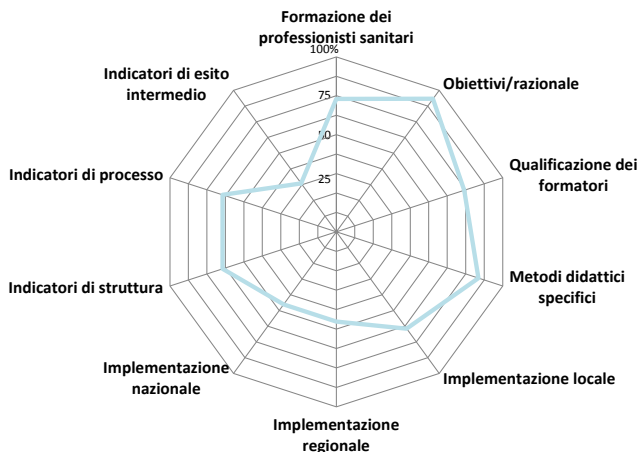 Formazione dei
professionisti sanitari
100%
Obiettivi/razionale
Indicatori di esito
intermedio
75
50
Qualificazione dei
formatori
Indicatori di processo
25
Metodi didattici
specifici
Indicatori di struttura
Implementazione
nazionale
Implementazione locale
Implementazione
regionale